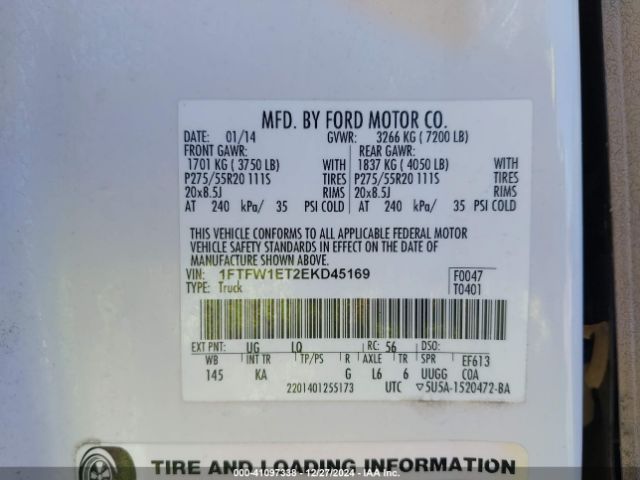 MFD. BY FORD MOTOR CO.
DATE: 01/14 GVWR: 3266 KG ( 7200 LB)
FRONT GAWR: REAR GAWR:
1701 KG ( 3750 LB) WITH 1837 KG ( 4050 LB) WITH
P275/55R20 111S TIRES P275/55R20 111S TIRES
20x8.5J RIMS 20x8.5J RIMS
AT 240 kPa/ 35 PSI COLD AT 240 kPa/ 35 PSI COLD
THIS VEHICLE CONFORMS TO ALL APPLICABLE FEDERAL MOTOR
VEHICLE SAFETY STANDARDS IN EFFECT ON THE DATE OF
MANUFACTURE SHOWN ABOVE.
VIN: 1FTFW1ET2EKD45169 F0047
TYPE: Truck T0401
EXT PNT: UG LQ RC: 56 DSO:
WB INT TR TP/PS R AXLE TR SPR EF613
145 KA G L6 6 UUGG C0A
2201401255173 UTC ▽5U5A-1520472-BA
TIRE AND LOADING INFORMATION
000-41097338 | 12/27/2024 | IAA, Inc.